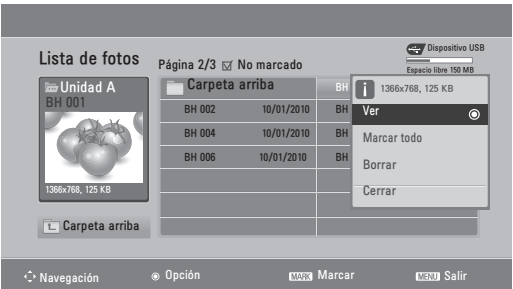 Dispositivo USB
Lista de fotos
Página 2/3 No marcado
Espacio libre 150 MB
Unidad A
BH 001
1366x768, 125 KB
Carpeta arriba
Carpeta arriba
BH
BH 002 10/01/2010 BH
BH 004 10/01/2010 BH
BH 006 10/01/2010 BH
i 1366x768, 125 KB
Ver
Marcar todo
Borrar
Cerrar
Navegación
Opción
MARK Marcar
MENU Salir